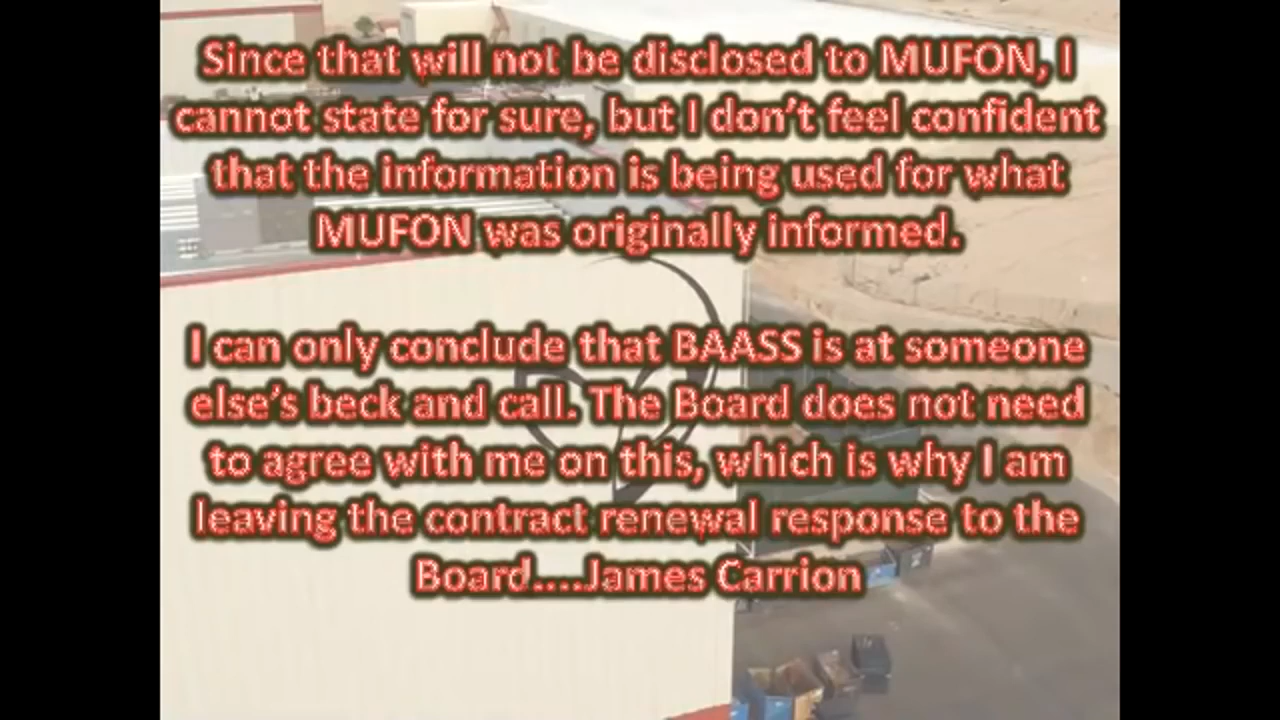 Since that will not be disclosed to MUFON, I
cannot state for sure, but I don’t feel confident
that the information is being used for what
MUFON was originally informed.
I can only conclude that BAASS is at someone
else’s beck and call. The Board does not need
to agree with me on this, which is why I am
leaving the contract renewal response to the
Board....James Carrion